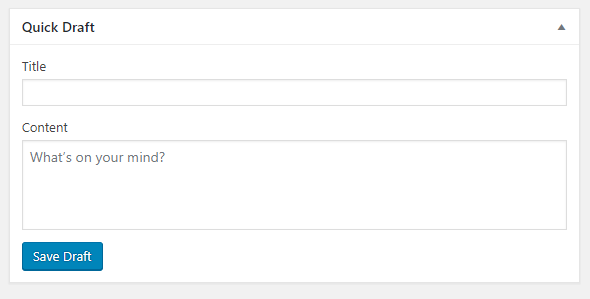 Quick Draft
Title
Content
What's on your mind?
Save Draft